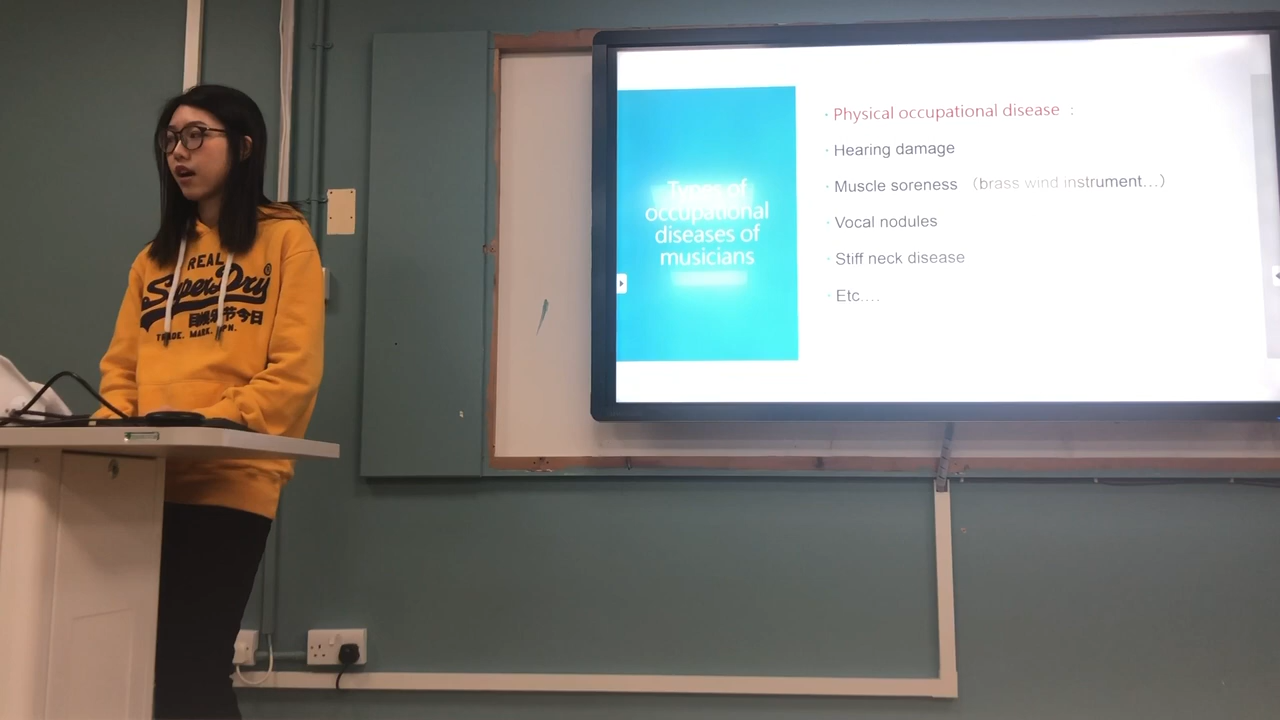 REAL
SuperDry®
TRADE. MARK. JPN.
Types of
occupational
diseases of
musicians
· Physical occupational disease :
· Hearing damage
· Muscle soreness （brass wind instrument...）
· Vocal nodules
· Stiff neck disease
· Etc....